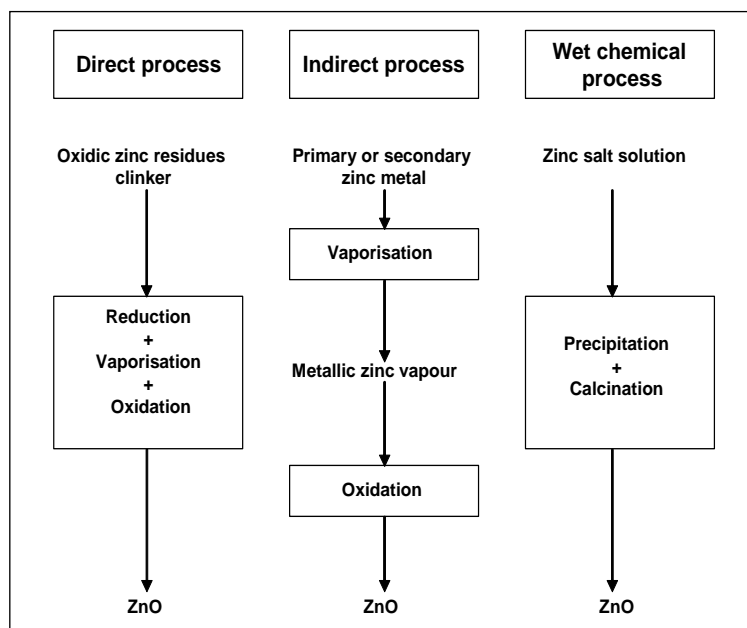 Direct process
Oxidic zinc residues
clinker
Reduction
+
Vaporisation
+
Oxidation
ZnO
Indirect process
Primary or secondary
zinc metal
Vaporisation
Metallic zinc vapour
Oxidation
ZnO
Wet chemical
process
Zinc salt solution
Precipitation
+
Calcination
ZnO